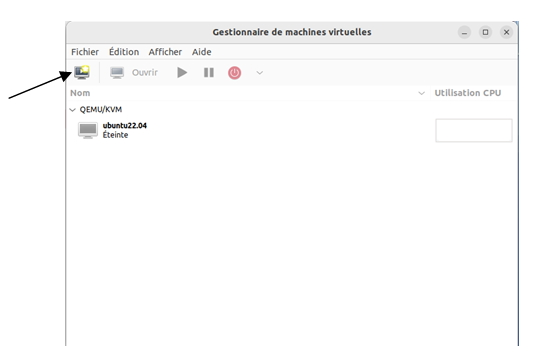 Gestionnaire de machines virtuelles
Fichier Édition Afficher Aide
Ouvrir
Nom Utilisation CPU
QEMU/KVM
ubuntu22.04
Éteinte